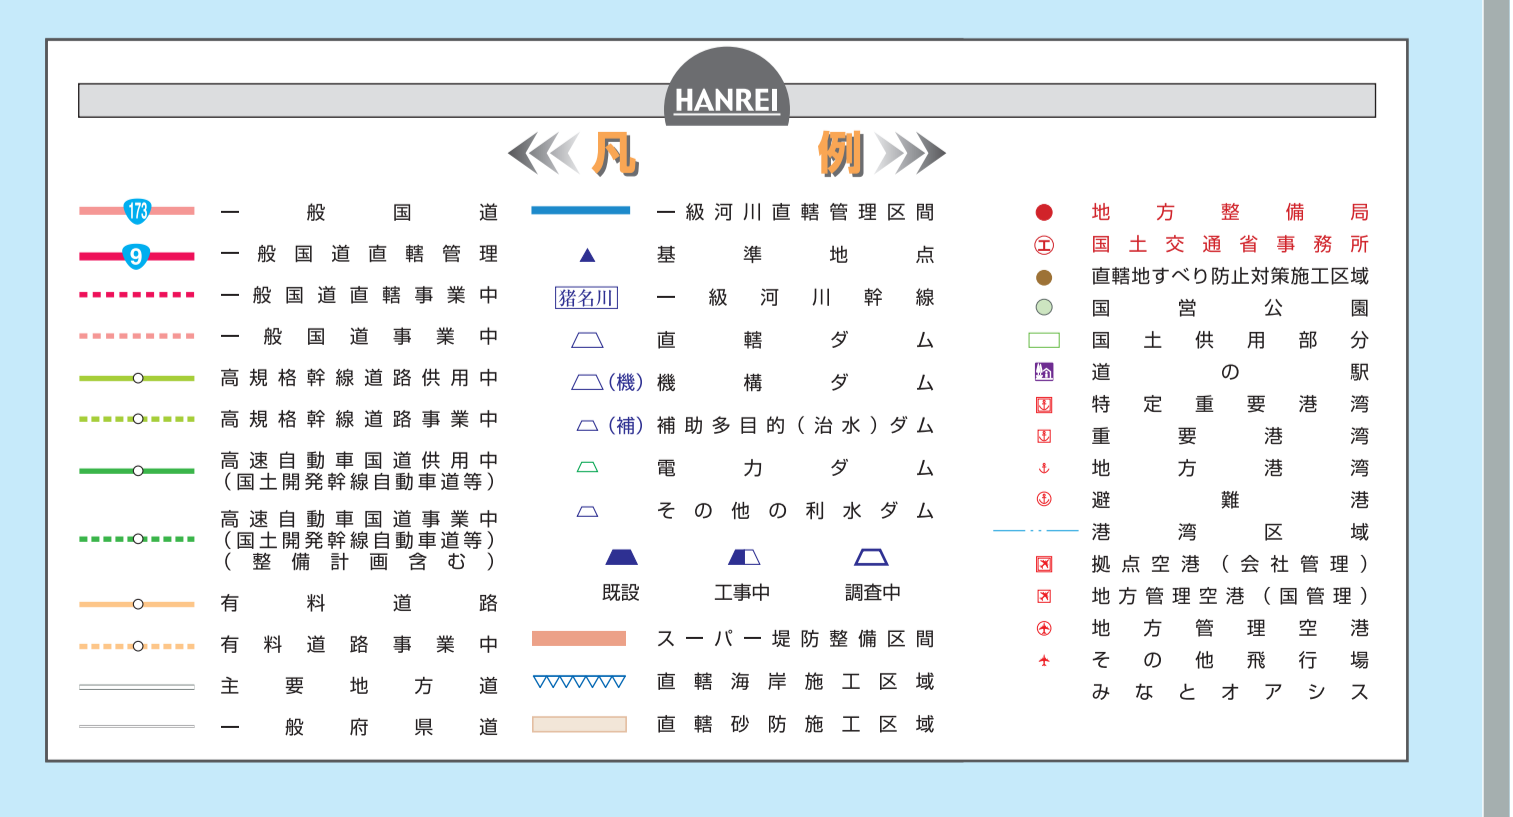 HANREI
凡例
173
一般国道
9
一般国道直轄管理
一般国道直轄事業中
一般国道事業中
高規格幹線道路供用中
高規格幹線道路事業中
高速自動車国道供用中
(国土開発幹線自動車道等)
高速自動車国道事業中
(国土開発幹線自動車道等)
(整備計画含む)
有料道路
有料道路事業中
主要地方道
一般府県道
一級河川直轄管理区間
基準地点
猪名川
一級河川幹線
直轄ダム
(機)
機構ダム
(補)
補助多目的(治水)ダム
電力ダム
その他の利水ダム
既設
工事中
調査中
スーパー堤防整備区間
直轄海岸施工区域
直轄砂防施工区域
地方整備局
工
国土交通省事務所
直轄地すべり防止対策施工区域
国営公園
国土供用部分
道の駅
特定重要港湾
重要港湾
地方港湾
避難港
港湾区域
拠点空港(会社管理)
地方管理空港(国管理)
地方管理空港
その他飛行場
みなとオアシス